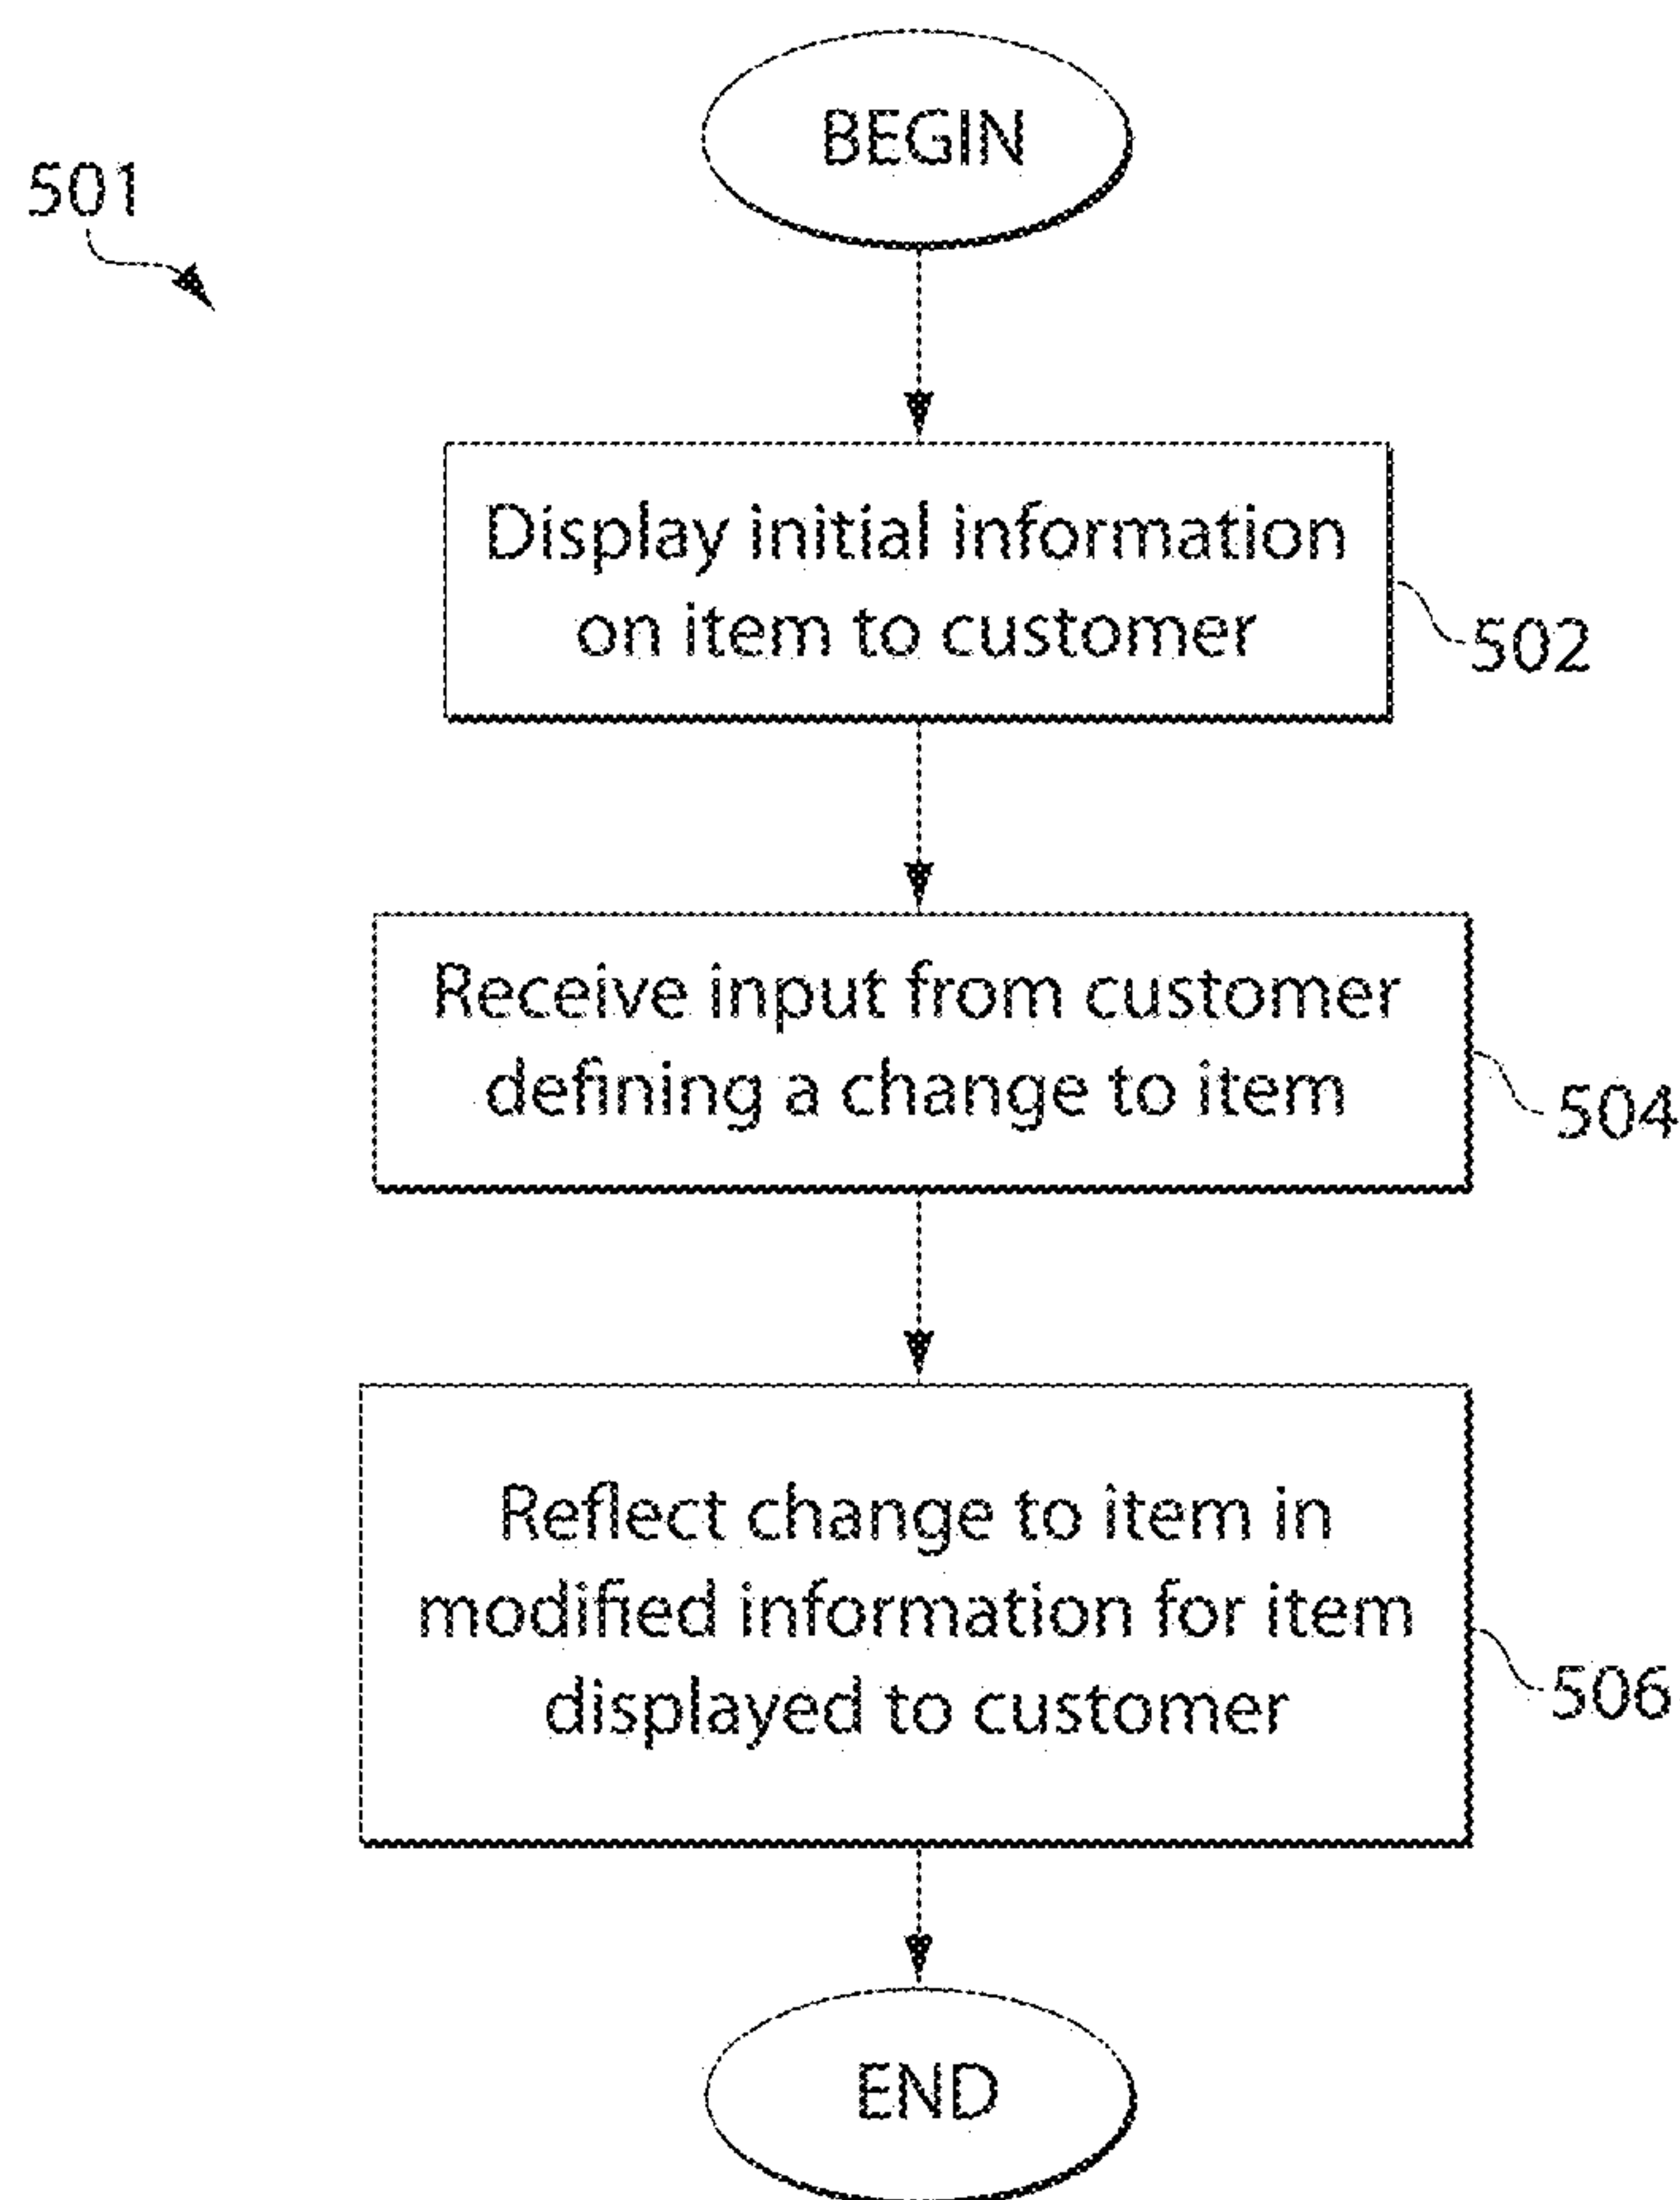 BEGIN
501
Display initial information
on item to customer
502
Receive input from customer
defining a change to item
504
Reflect change to item in
modified information for item
displayed to customer
506
END